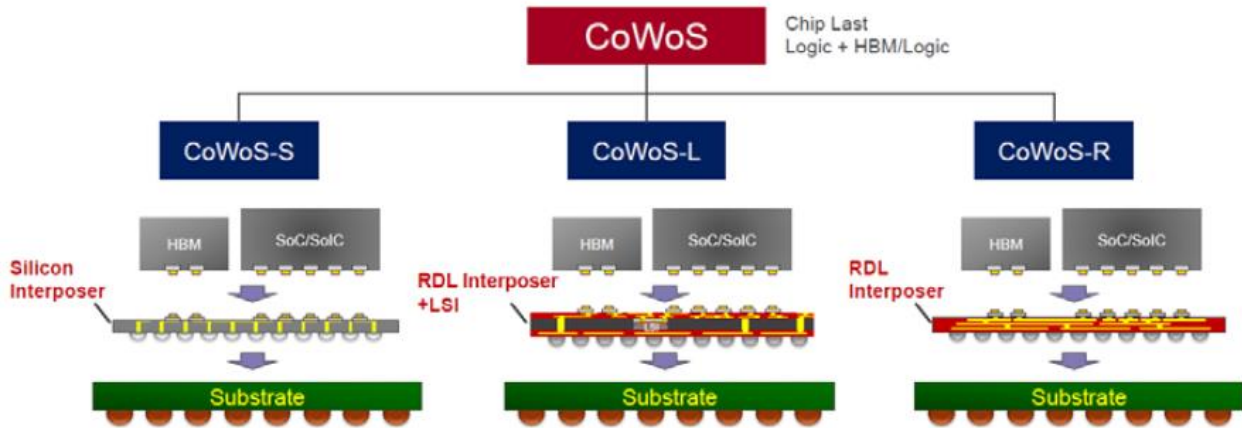 CoWoS
Chip Last
Logic + HBM/Logic
CoWoS-S
CoWoS-L
CoWoS-R
HBM
SoC/SoIC
Silicon
Interposer
Substrate
HBM
SoC/SoIC
RDL Interposer
+LSI
LSI
Substrate
HBM
SoC/SoIC
RDL
Interposer
Substrate